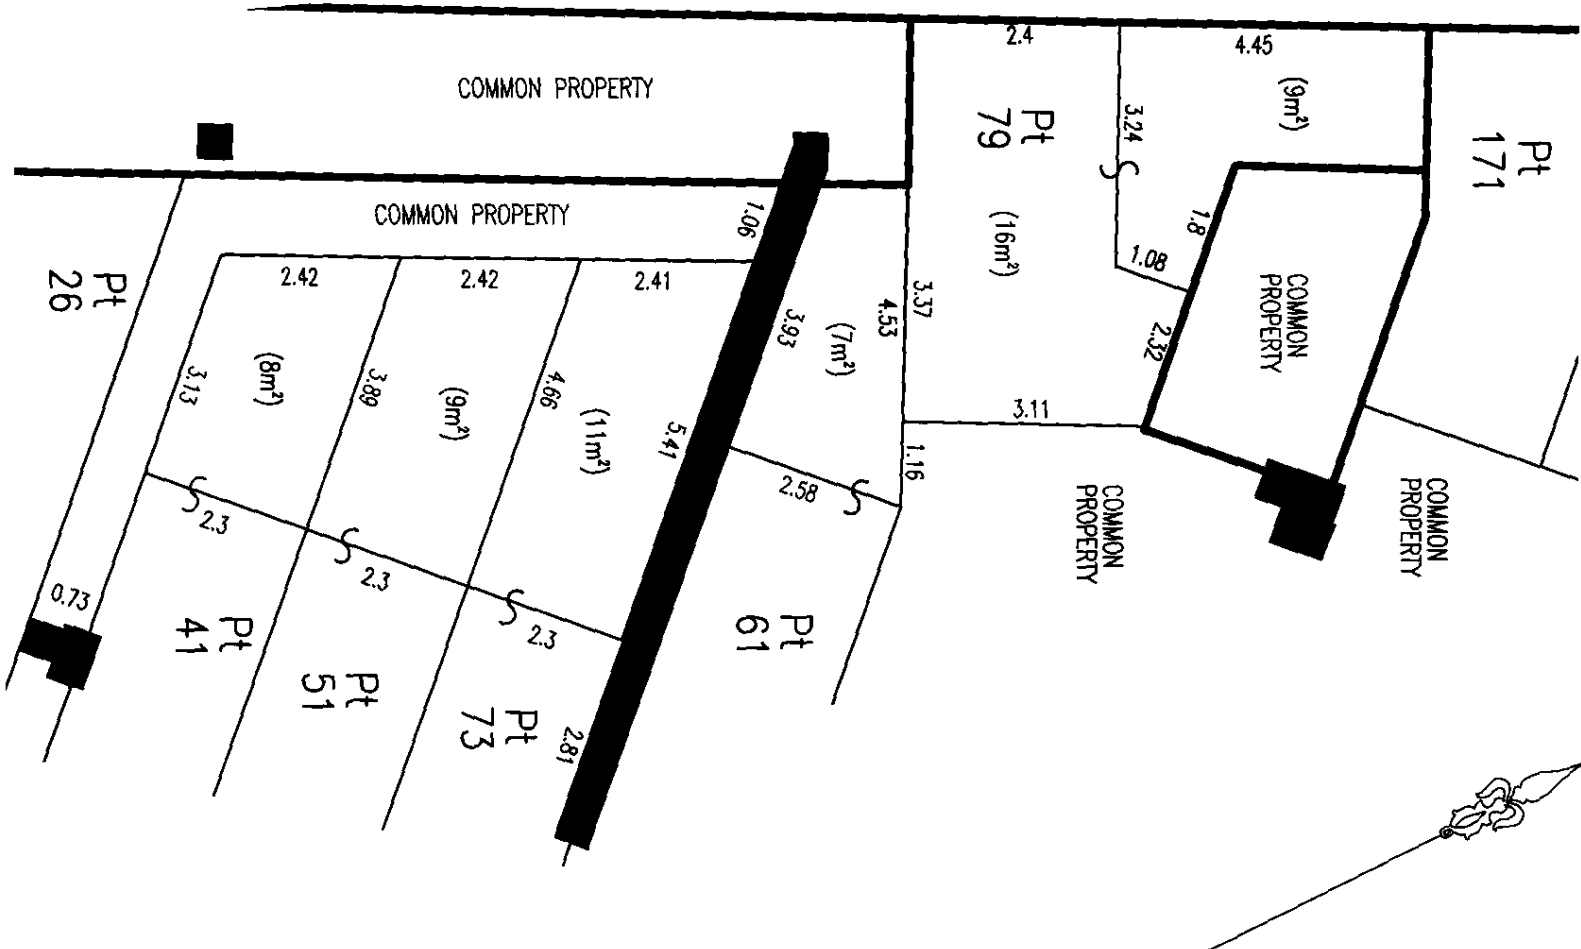 2.4
4.45
COMMON PROPERTY
(9m²)
Pt
79
3.24
Pt
171
COMMON PROPERTY
1.06
(16m²)
1.8
1.08
Pt
26
2.42
2.42
2.41
3.37
4.53
3.93
(7m²)
COMMON
PROPERTY
2.32
3.13
(8m²)
3.89
(9m²)
4.66
(11m²)
5.41
3.11
1.16
2.58
2.3
2.3
2.3
COMMON
PROPERTY
COMMON
PROPERTY
0.73
Pt
41
Pt
51
Pt
73
Pt
61
2.81